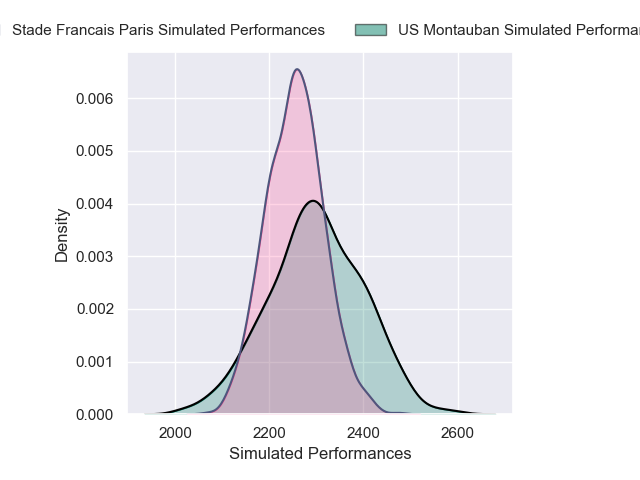 Stade Francais Paris Simulated Performances
US Montauban Simulated
0.006
0.005
0.004
0.003
0.002
0.001
0.000
Density
2000 2200 2400 2600
Simulated Performances